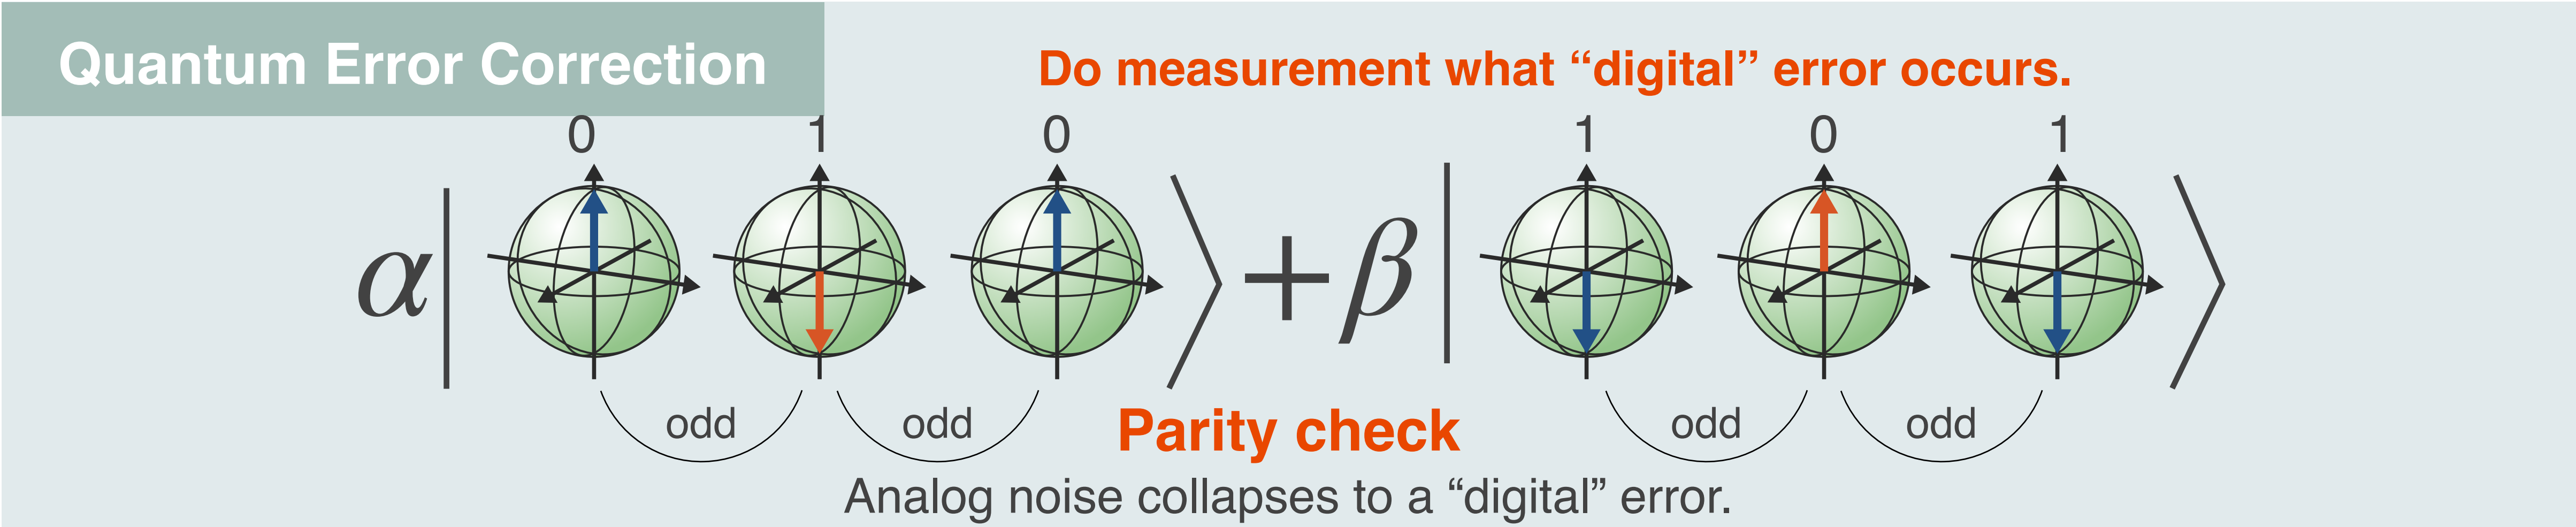 Quantum Error Correction
Do measurement what “digital” error occurs.
0 1 0 1 0 1
α| ⟩+β| ⟩
odd odd odd odd
Parity check
Analog noise collapses to a “digital” error.